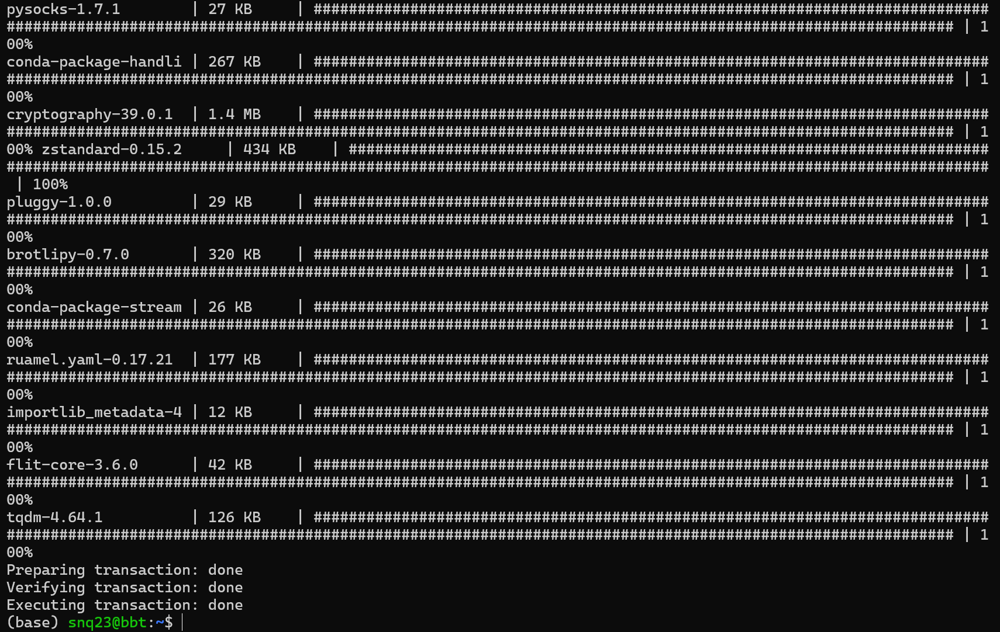 pysocks-1.7.1        | 27 KB     | #############################################################################
############################################################################################################ | 1
00%
conda-package-handli | 267 KB    | #############################################################################
############################################################################################################ | 1
00%
cryptography-39.0.1  | 1.4 MB    | #############################################################################
############################################################################################################ | 1
00% zstandard-0.15.2     | 434 KB    | #########################################################################
################################################################################################################
 | 100%
pluggy-1.0.0         | 29 KB     | #############################################################################
############################################################################################################ | 1
00%
brotlipy-0.7.0       | 320 KB    | #############################################################################
############################################################################################################ | 1
00%
conda-package-stream | 26 KB     | #############################################################################
############################################################################################################ | 1
00%
ruamel.yaml-0.17.21  | 177 KB    | #############################################################################
############################################################################################################ | 1
00%
importlib_metadata-4 | 12 KB     | #############################################################################
############################################################################################################ | 1
00%
flit-core-3.6.0      | 42 KB     | #############################################################################
############################################################################################################ | 1
00%
tqdm-4.64.1          | 126 KB    | #############################################################################
############################################################################################################ | 1
00%
Preparing transaction: done
Verifying transaction: done
Executing transaction: done
(base) snq23@bbt:~$